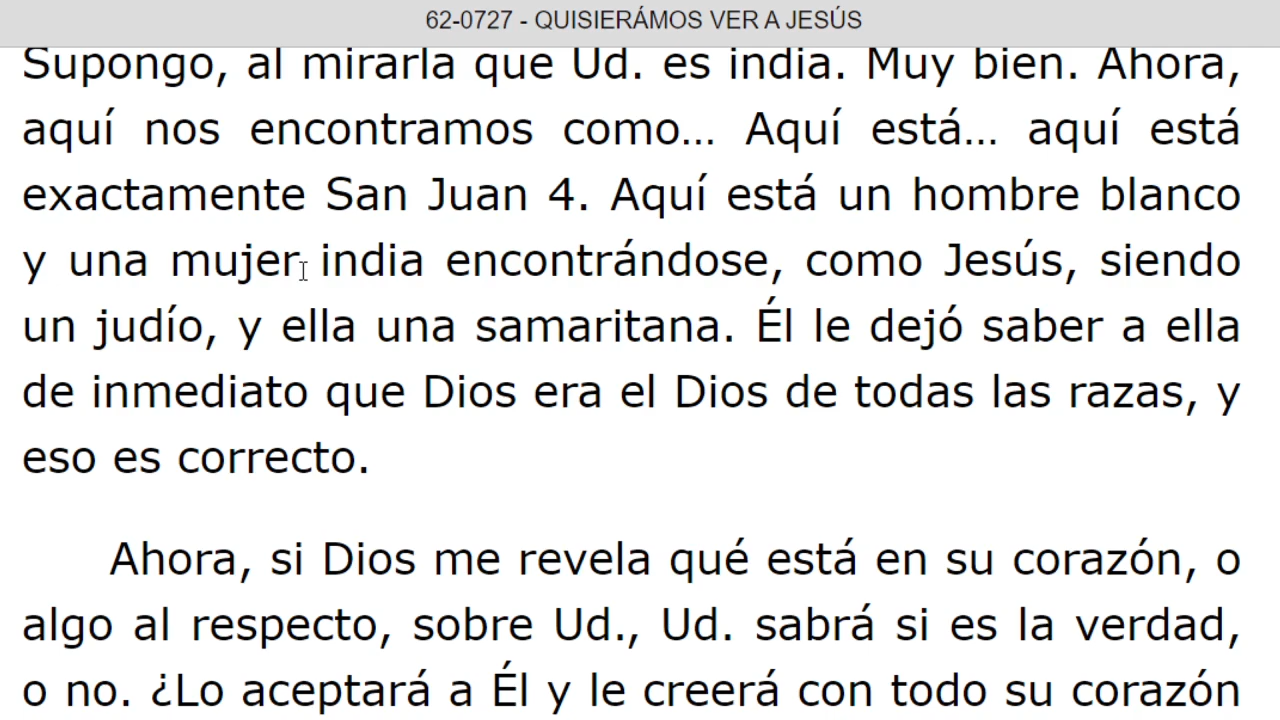 62-0727 - QUISIERÁMOS VER A JESÚS
Supongo, al mirarla que Ud. es india. Muy bien. Ahora,
aquí nos encontramos como… Aquí está… aquí está
exactamente San Juan 4. Aquí está un hombre blanco
y una mujer india encontrándose, como Jesús, siendo
un judío, y ella una samaritana. Él le dejó saber a ella
de inmediato que Dios era el Dios de todas las razas, y
eso es correcto.
Ahora, si Dios me revela qué está en su corazón, o
algo al respecto, sobre Ud., Ud. sabrá si es la verdad,
o no. ¿Lo aceptará a Él y le creerá con todo su corazón